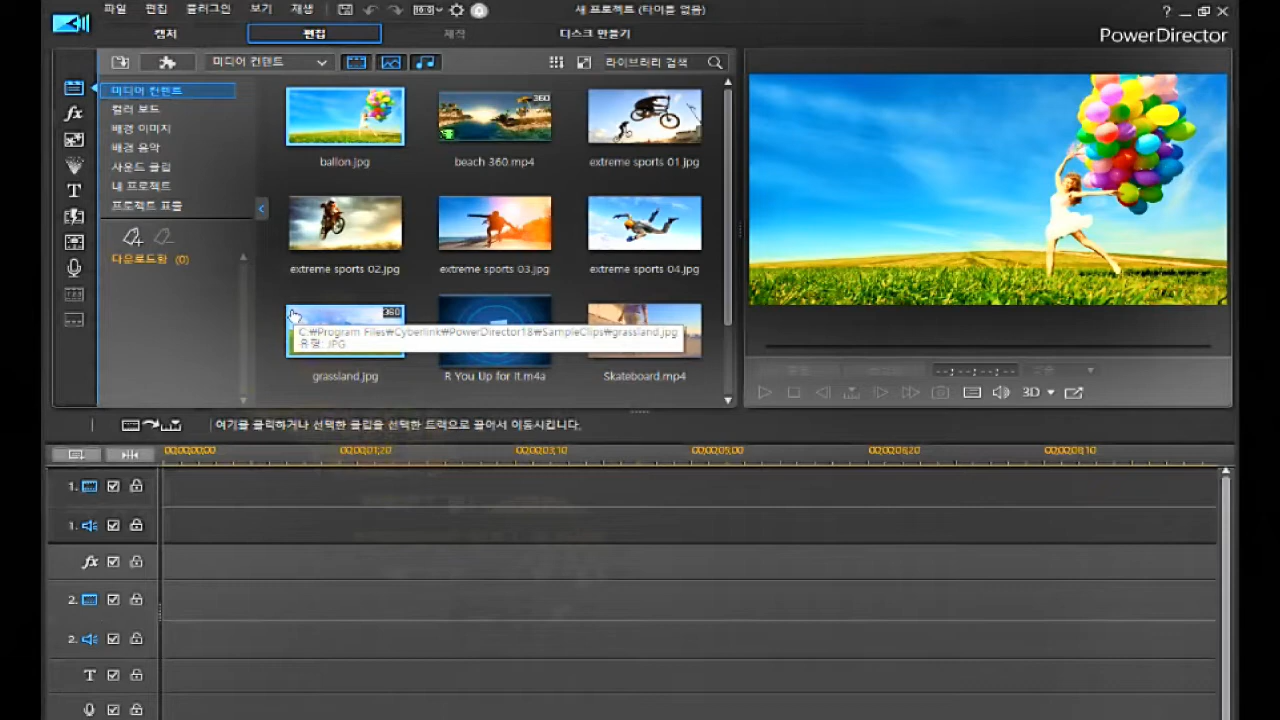 파일 편집 플러그인 보기 재생 새 프로젝트 (타이틀 없음) ?
캡처 편집 제작 디스크 만들기 PowerDirector
미디어 컨텐트 라이브러리 검색
미디어 컨텐트
컬러 보드
배경 이미지
배경 음악
사운드 클립
내 프로젝트
프로젝트 표들
다운로드함 (0)
360
ballon.jpg beach 360.mp4 extreme sports 01.jpg
extreme sports 02.jpg extreme sports 03.jpg extreme sports 04.jpg
360
C:₩Program Files₩Cyberlink₩PowerDirector18₩SampleClips₩grassland.jpg
유형: JPG
grassland.jpg R You Up for It.m4a Skateboard.mp4
--;--;--;--
3D
여기를 클릭하거나 선택한 클립을 선택한 트랙으로 끌어서 이동시킵니다.
00;00;00;00 00;00;01;20 00;00;03;10 00;00;05;00 00;00;06;20 00;00;08;10
1.
1.
fx
2.
2.
T